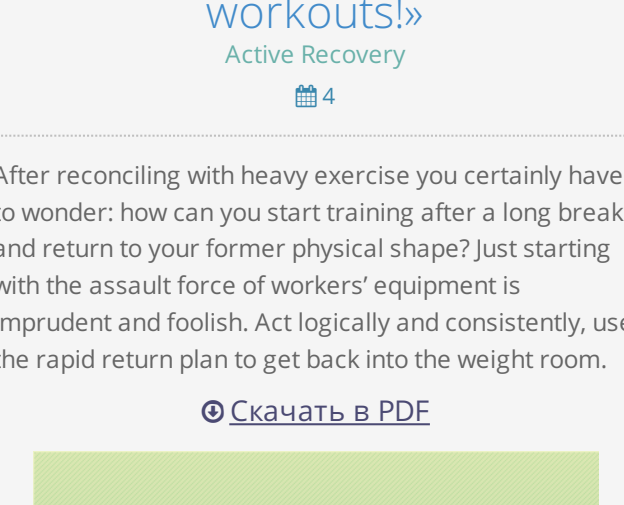 workouts!»
Active Recovery
4
After reconciling with heavy exercise you certainly have
to wonder: how can you start training after a long break
and return to your former physical shape? Just starting
with the assault force of workers’ equipment is
imprudent and foolish. Act logically and consistently, use
the rapid return plan to get back into the weight room.
Скачать в PDF